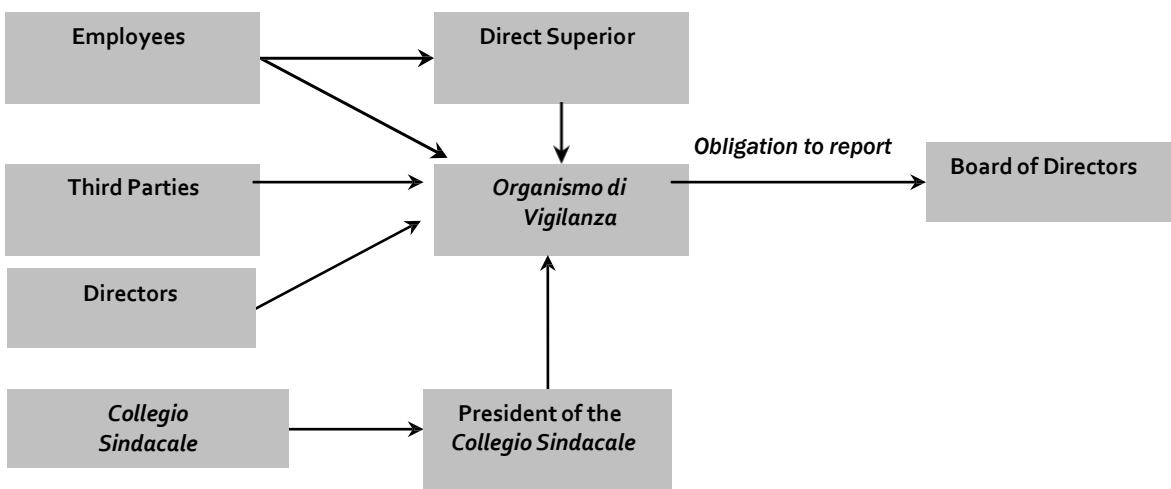 Employees
Direct Superior
Obligation to report
Board of Directors
Third Parties
Organismo di
Vigilanza
Directors
Collegio
Sindacale
President of the
Collegio Sindacale